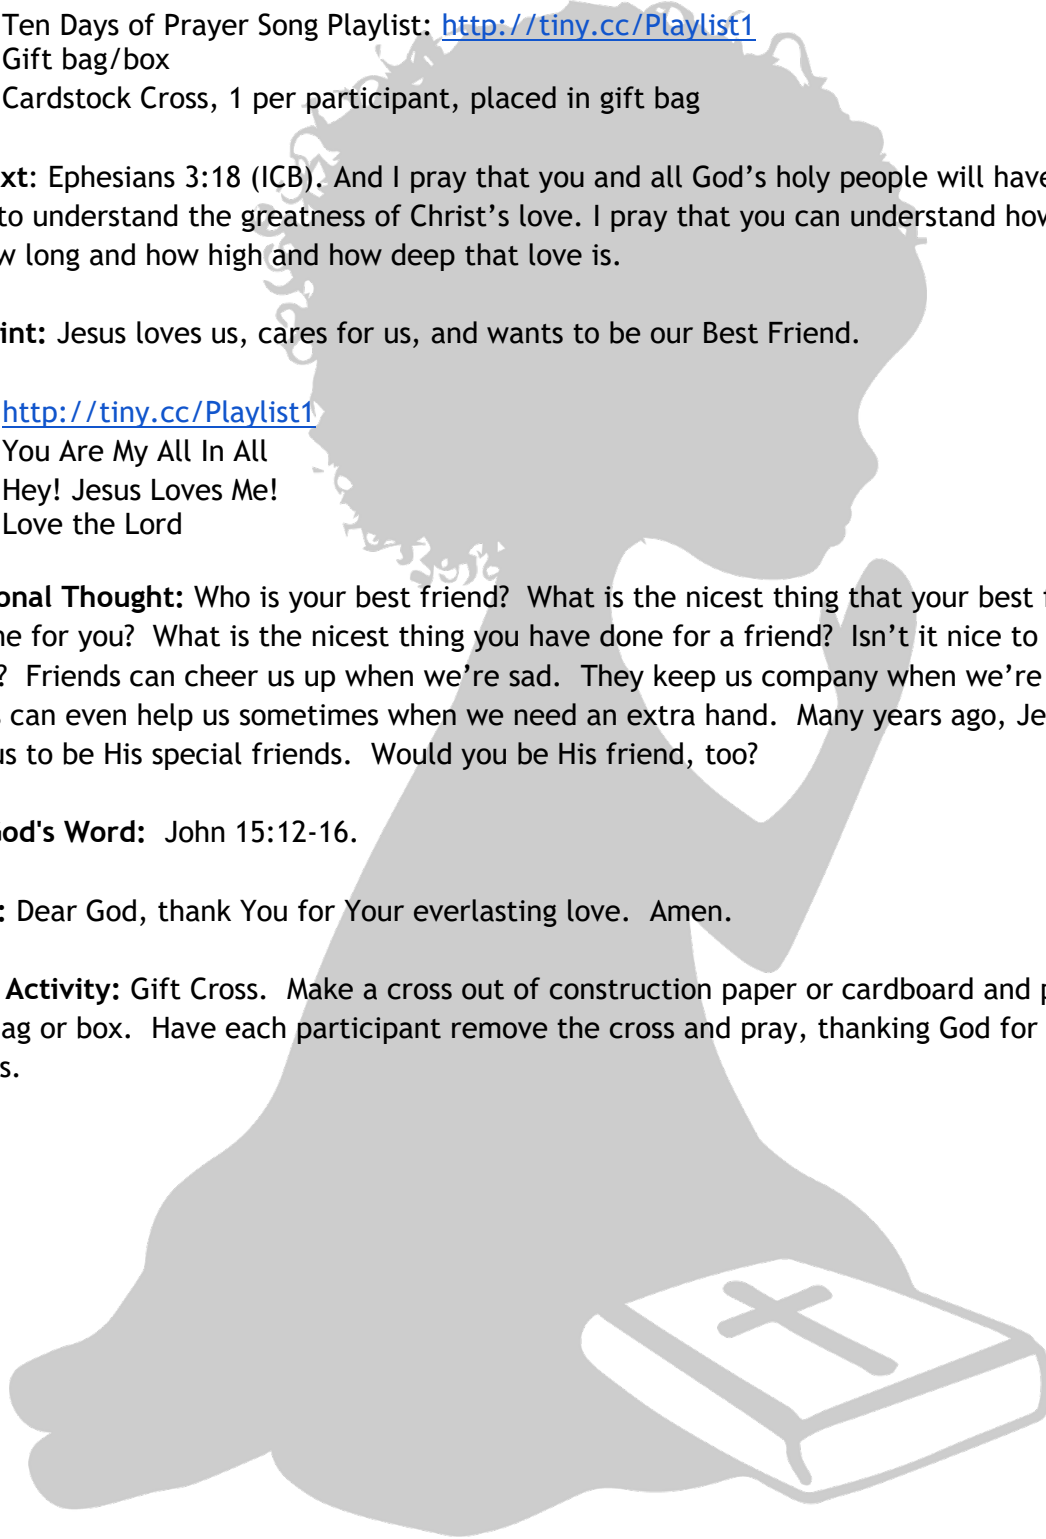 Ten Days of Prayer Song Playlist: http://tiny.cc/Playlist1
Gift bag/box
Cardstock Cross, 1 per participant, placed in gift bag
xt: Ephesians 3:18 (ICB). And I pray that you and all God’s holy people will have
to understand the greatness of Christ’s love. I pray that you can understand how
w long and how high and how deep that love is.
int: Jesus loves us, cares for us, and wants to be our Best Friend.
http://tiny.cc/Playlist1
You Are My All In All
Hey! Jesus Loves Me!
Love the Lord
onal Thought: Who is your best friend?  What is the nicest thing that your best f
ne for you?  What is the nicest thing you have done for a friend?  Isn’t it nice to
?  Friends can cheer us up when we’re sad.  They keep us company when we’re
s can even help us sometimes when we need an extra hand.  Many years ago, Je
us to be His special friends.  Would you be His friend, too?
God's Word:  John 15:12-16.
: Dear God, thank You for Your everlasting love.  Amen.
Activity: Gift Cross.  Make a cross out of construction paper or cardboard and p
ag or box.  Have each participant remove the cross and pray, thanking God for
s.